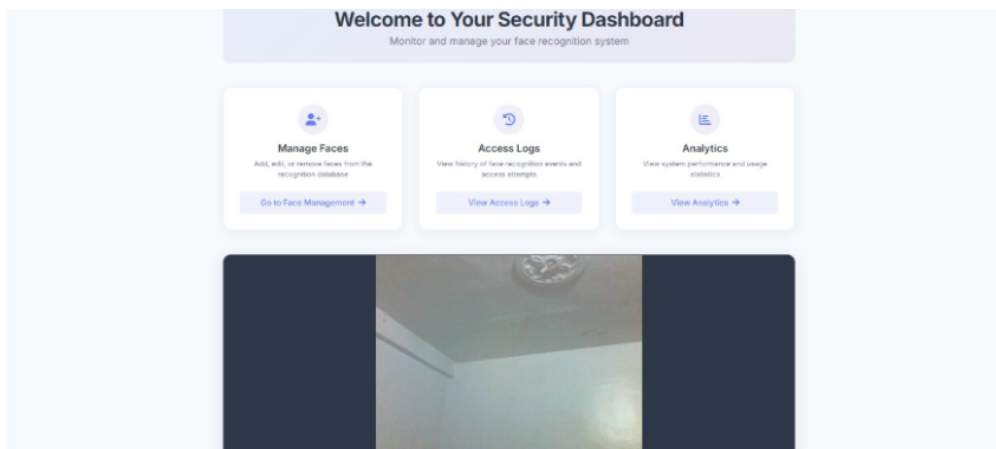 Welcome to Your Security Dashboard
Monitor and manage your face recognition system
Manage Faces
Add, edit, or remove faces from the
recognition database
Go to Face Management →
Access Logs
View history of face recognition events and
access attempts
View Access Logs →
Analytics
View system performance and usage
statistics
View Analytics →